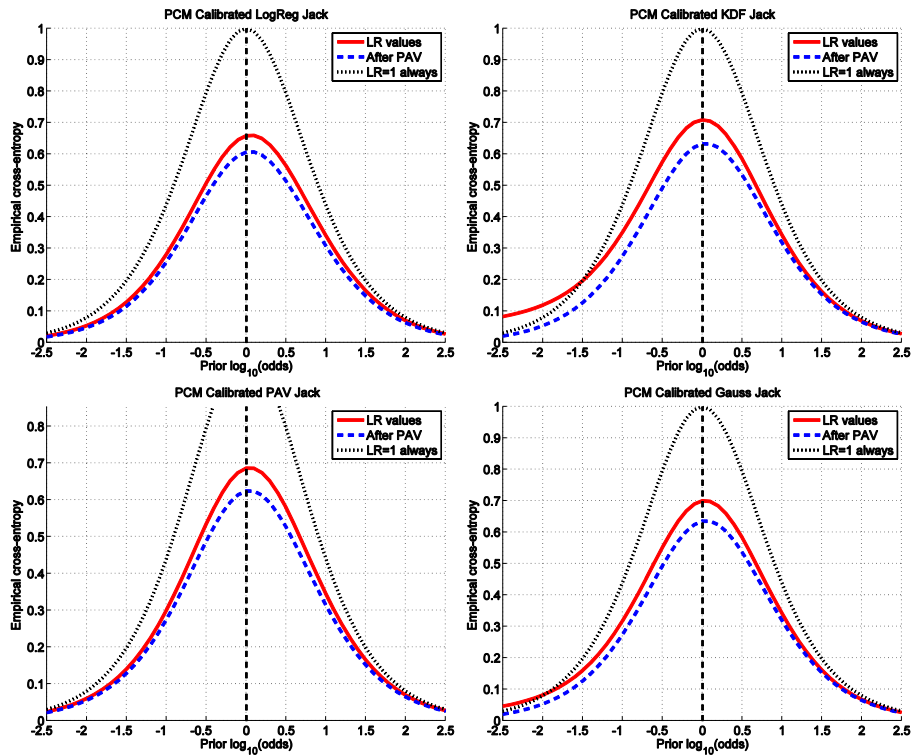 PCM Calibrated LogReg Jack
1
0.9
0.8
0.7
0.6
0.5
0.4
0.3
0.2
0.1
0
Empirical cross-entropy
LR values
After PAV
LR=1 always
-2.5 -2 -1.5 -1 -0.5 0 0.5 1 1.5 2 2.5
Prior log10(odds)
PCM Calibrated KDF Jack
1
0.9
0.8
0.7
0.6
0.5
0.4
0.3
0.2
0.1
0
Empirical cross-entropy
LR values
After PAV
LR=1 always
-2.5 -2 -1.5 -1 -0.5 0 0.5 1 1.5 2 2.5
Prior log10(odds)
PCM Calibrated PAV Jack
0.8
0.7
0.6
0.5
0.4
0.3
0.2
0.1
0
Empirical cross-entropy
LR values
After PAV
LR=1 always
-2.5 -2 -1.5 -1 -0.5 0 0.5 1 1.5 2 2.5
Prior log10(odds)
PCM Calibrated Gauss Jack
1
0.9
0.8
0.7
0.6
0.5
0.4
0.3
0.2
0.1
0
Empirical cross-entropy
LR values
After PAV
LR=1 always
-2.5 -2 -1.5 -1 -0.5 0 0.5 1 1.5 2 2.5
Prior log10(odds)